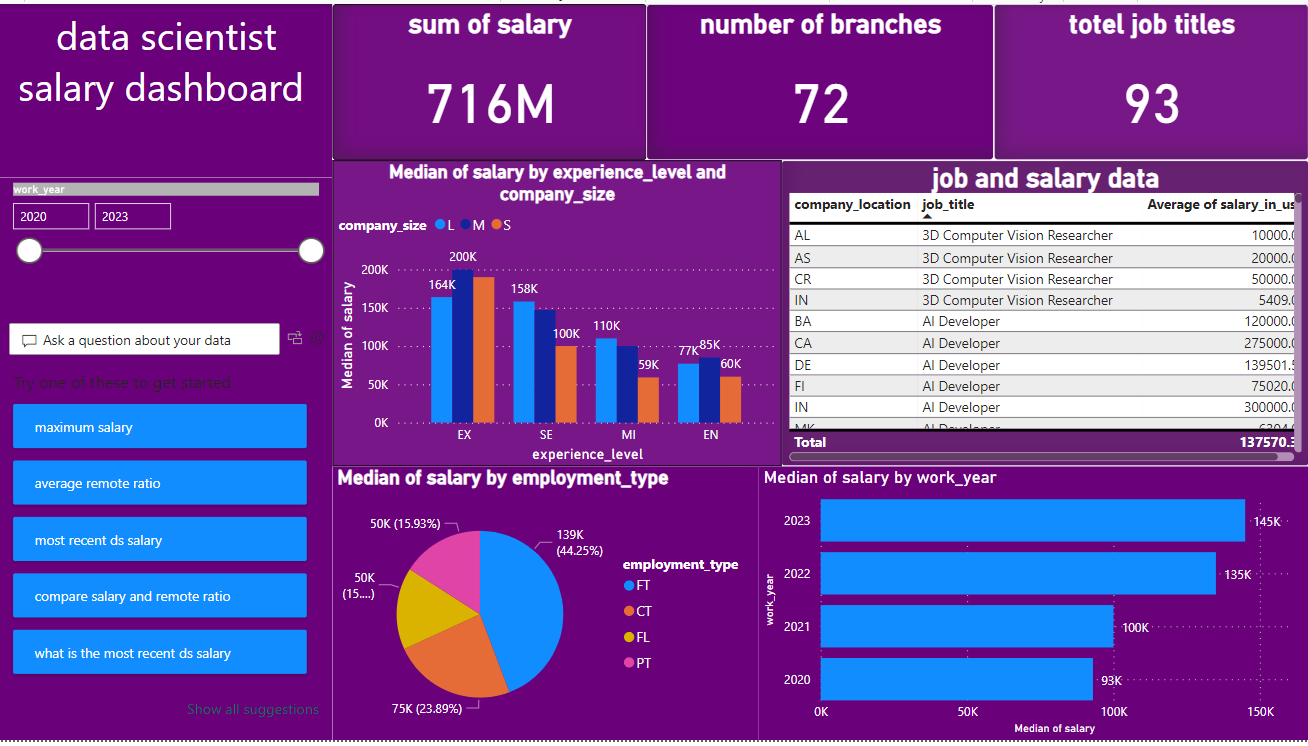 data scientist
salary dashboard
sum of salary
716M
number of branches
72
totel job titles
93
work_year
2020
2023
Ask a question about your data
Try one of these to get started
maximum salary
average remote ratio
most recent ds salary
compare salary and remote ratio
what is the most recent ds salary
Show all suggestions
Median of salary by experience_level and
company_size
company_size L M S
Median of salary
200K
150K
100K
50K
0K
164K
200K
158K
100K
110K
59K
77K
85K
60K
EX SE MI EN
experience_level
job and salary data
company_location job_title Average of salary_in_us
AL 3D Computer Vision Researcher 10000.0
AS 3D Computer Vision Researcher 20000.0
CR 3D Computer Vision Researcher 50000.0
IN 3D Computer Vision Researcher 5409.0
BA AI Developer 120000.0
CA AI Developer 275000.0
DE AI Developer 139501.5
FI AI Developer 75020.0
IN AI Developer 300000.0
Total 137570.3
Median of salary by employment_type
50K (15.93%)
139K
(44.25%)
50K
(15....)
75K (23.89%)
employment_type
FT
CT
FL
PT
Median of salary by work_year
work_year
2023 145K
2022 135K
2021 100K
2020 93K
0K 50K 100K 150K
Median of salary